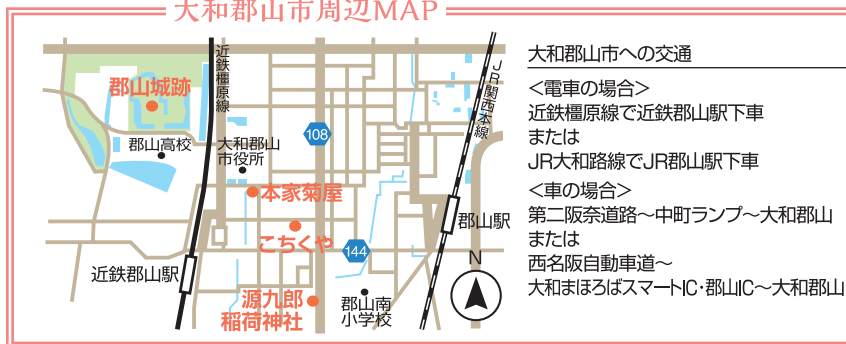 大和郡山市周辺MAP
近鉄橿原線
JR関西本線
郡山城跡
108
郡山高校
大和郡山
市役所
本家菊屋
こちくや
144
郡山駅
N
近鉄郡山駅
源九郎
稲荷神社
郡山南
小学校
大和郡山市への交通
<電車の場合>
近鉄橿原線で近鉄郡山駅下車
または
JR大和路線でJR郡山駅下車
<車の場合>
第二阪奈道路～中町ランプ～大和郡山
または
西名阪自動車道～
大和まほろばスマートIC・郡山IC～大和郡山